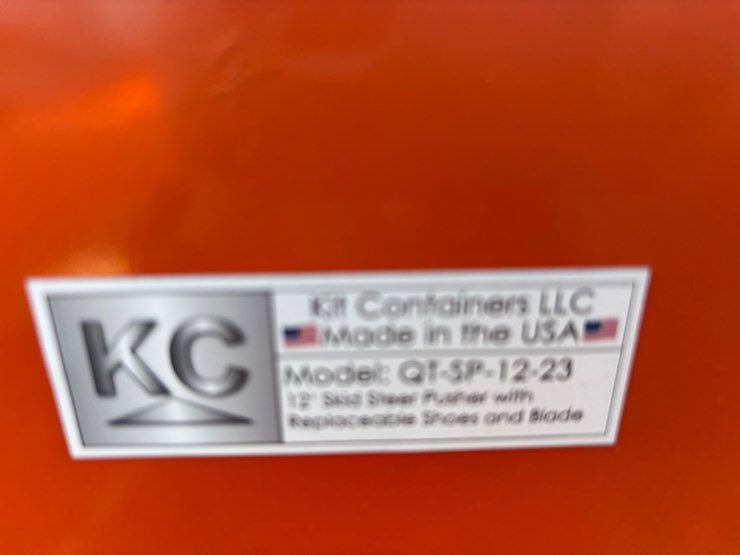 KC
Kit Containers LLC
Made in the USA
Model: QT-SP-12-23
12' Skid Steer Pusher with
Replaceable Shoes and Blade